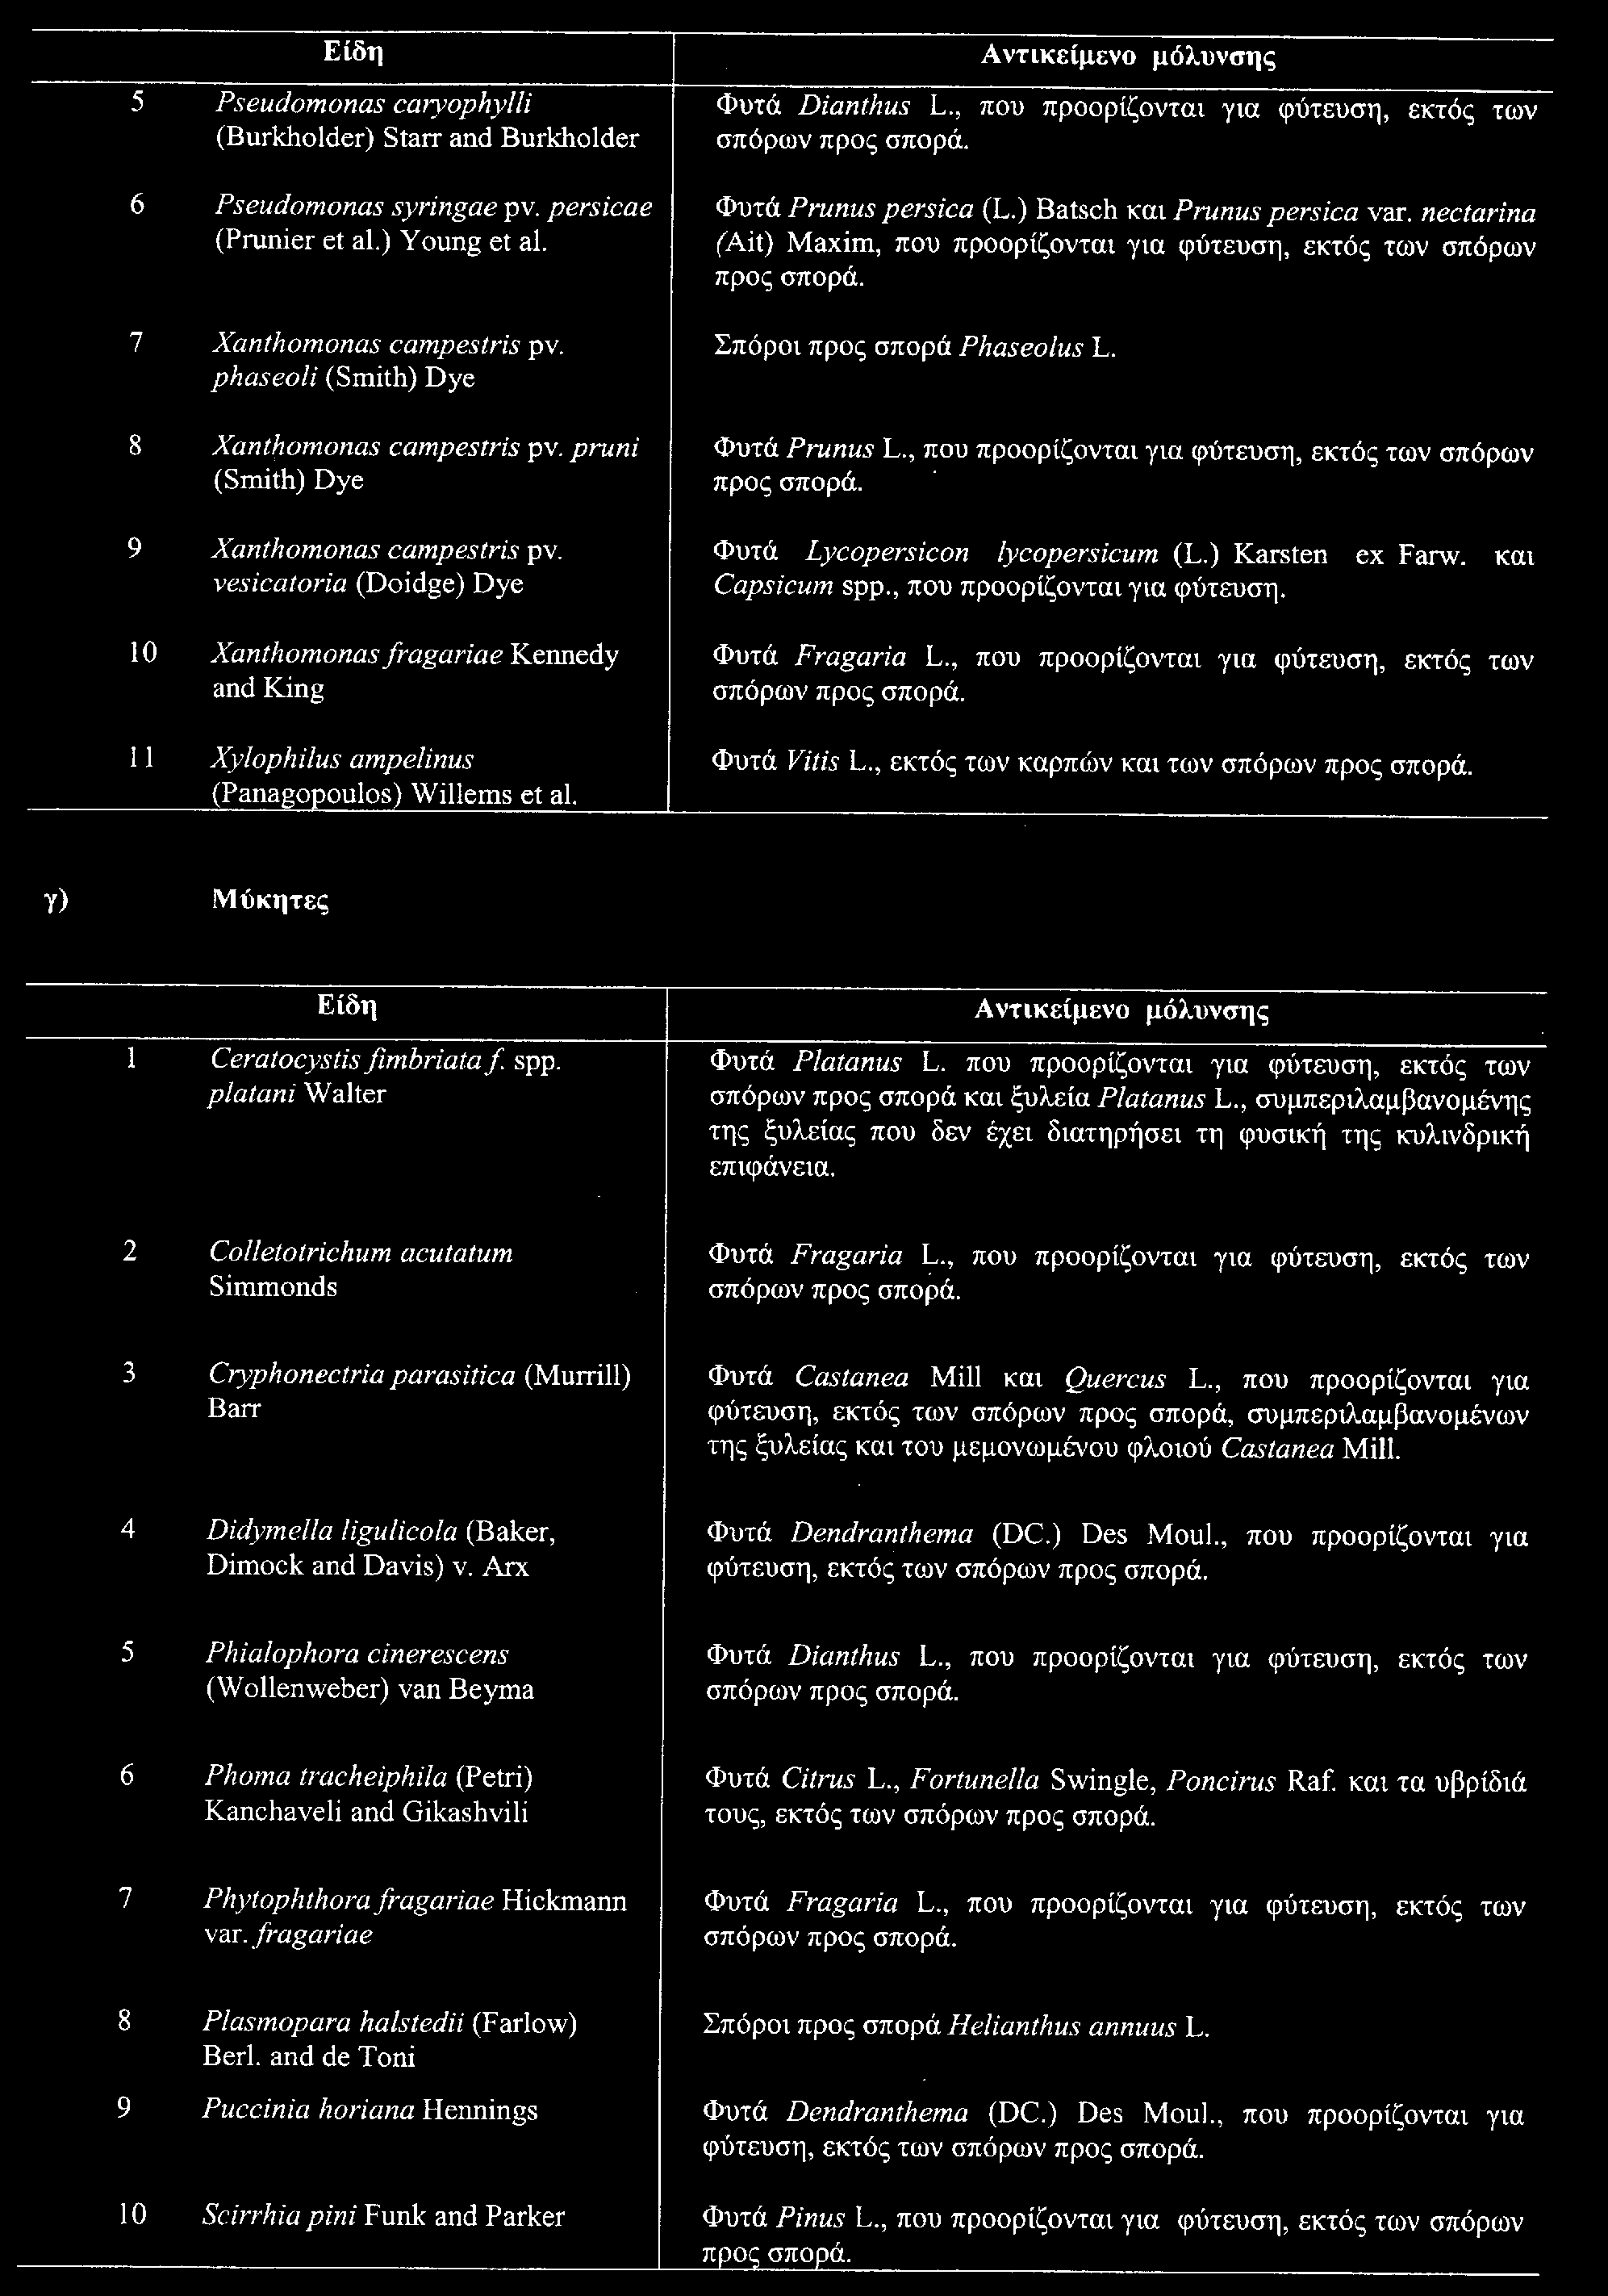 Είδη Αντικείμενο μόλυνσης
5 Pseudomonas caryophylli Φυτά Dianthus L., που προορίζονται για φύτευση, εκτός των
(Burkholder) Starr and Burkholder σπόρων προς σπορά.
6 Pseudomonas syringae pv. persicae Φυτά Prunus persica (L.) Batsch και Prunus persica var. nectarina
(Prunier et al.) Young et al. (Ait) Maxim, που προορίζονται για φύτευση, εκτός των σπόρων
προς σπορά.
7 Xanthomonas campestris pv. Σπόροι προς σπορά Phaseolus L.
phaseoli (Smith) Dye
8 Xanthomonas campestris pv. pruni Φυτά Prunus L., που προορίζονται για φύτευση, εκτός των σπόρων
(Smith) Dye προς σπορά.
9 Xanthomonas campestris pv. Φυτά Lycopersicon lycopersicum (L.) Karsten ex Farw. και
vesicatoria (Doidge) Dye Capsicum spp., που προορίζονται για φύτευση.
10 Xanthomonas fragariae Kennedy Φυτά Fragaria L., που προορίζονται για φύτευση, εκτός των
and King σπόρων προς σπορά.
11 Xylophilus ampelinus Φυτά Vitis L., εκτός των καρπών και των σπόρων προς σπορά.
(Panagopoulos) Willems et al.
γ) Μύκητες
Είδη Αντικείμενο μόλυνσης
1 Ceratocystis fimbriata f. spp. Φυτά Platanus L. που προορίζονται για φύτευση, εκτός των
platani Walter σπόρων προς σπορά και ξυλεία Platanus L., συμπεριλαμβανομένης
της ξυλείας που δεν έχει διατηρήσει τη φυσική της κυλινδρική
επιφάνεια.
2 Colletotrichum acutatum Φυτά Fragaria L., που προορίζονται για φύτευση, εκτός των
Simmonds σπόρων προς σπορά.
3 Cryphonectria parasitica (Murrill) Φυτά Castanea Mill και Quercus L., που προορίζονται για
Barr φύτευση, εκτός των σπόρων προς σπορά, συμπεριλαμβανομένων
της ξυλείας και του μεμονωμένου φλοιού Castanea Mill.
4 Didymella ligulicola (Baker, Φυτά Dendranthema (DC.) Des Moul., που προορίζονται για
Dimock and Davis) v. Arx φύτευση, εκτός των σπόρων προς σπορά.
5 Phialophora cinerescens Φυτά Dianthus L., που προορίζονται για φύτευση, εκτός των
(Wollenweber) van Beyma σπόρων προς σπορά.
6 Phoma tracheiphila (Petri) Φυτά Citrus L., Fortunella Swingle, Poncirus Raf. και τα υβρίδιά
Kanchaveli and Gikashvili τους, εκτός των σπόρων προς σπορά.
7 Phytophthora fragariae Hickmann Φυτά Fragaria L., που προορίζονται για φύτευση, εκτός των
var. fragariae σπόρων προς σπορά.
8 Plasmopara halstedii (Farlow) Σπόροι προς σπορά Helianthus annuus L.
Berl. and de Toni
9 Puccinia horiana Hennings Φυτά Dendranthema (DC.) Des Moul., που προορίζονται για
φύτευση, εκτός των σπόρων προς σπορά.
10 Scirrhia pini Funk and Parker Φυτά Pinus L., που προορίζονται για φύτευση, εκτός των σπόρων
προς σπορά.